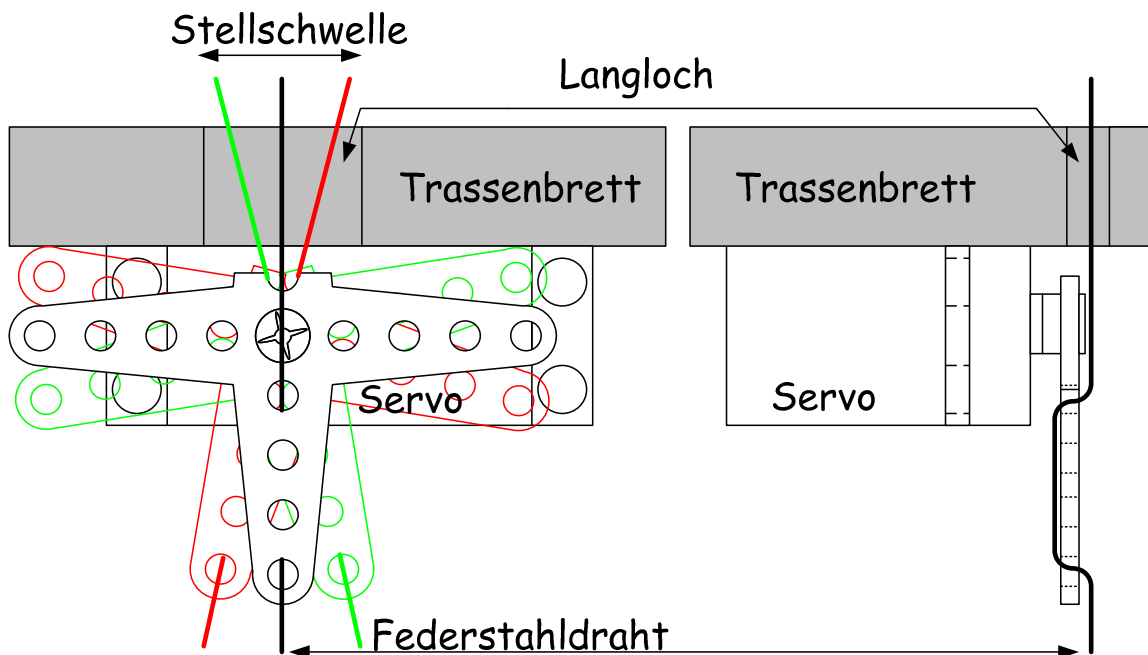 Stellschwelle
Langloch
Trassenbrett
Trassenbrett
Servo
Servo
Federstahldraht